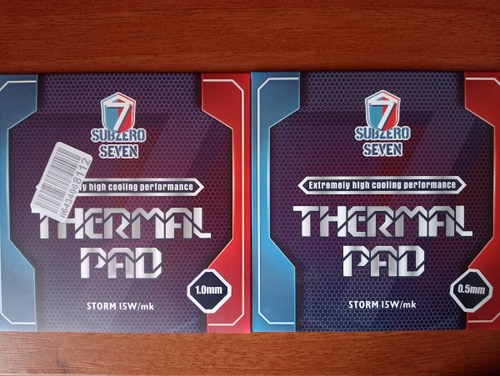 7
SUBZERO
SEVEN
high cooling performance
THERMAL
PAD
1.0mm
STORM 15W/mk
7
SUBZERO
SEVEN
Extremely high cooling performance
THERMAL
PAD
0.5mm
STORM 15W/mk